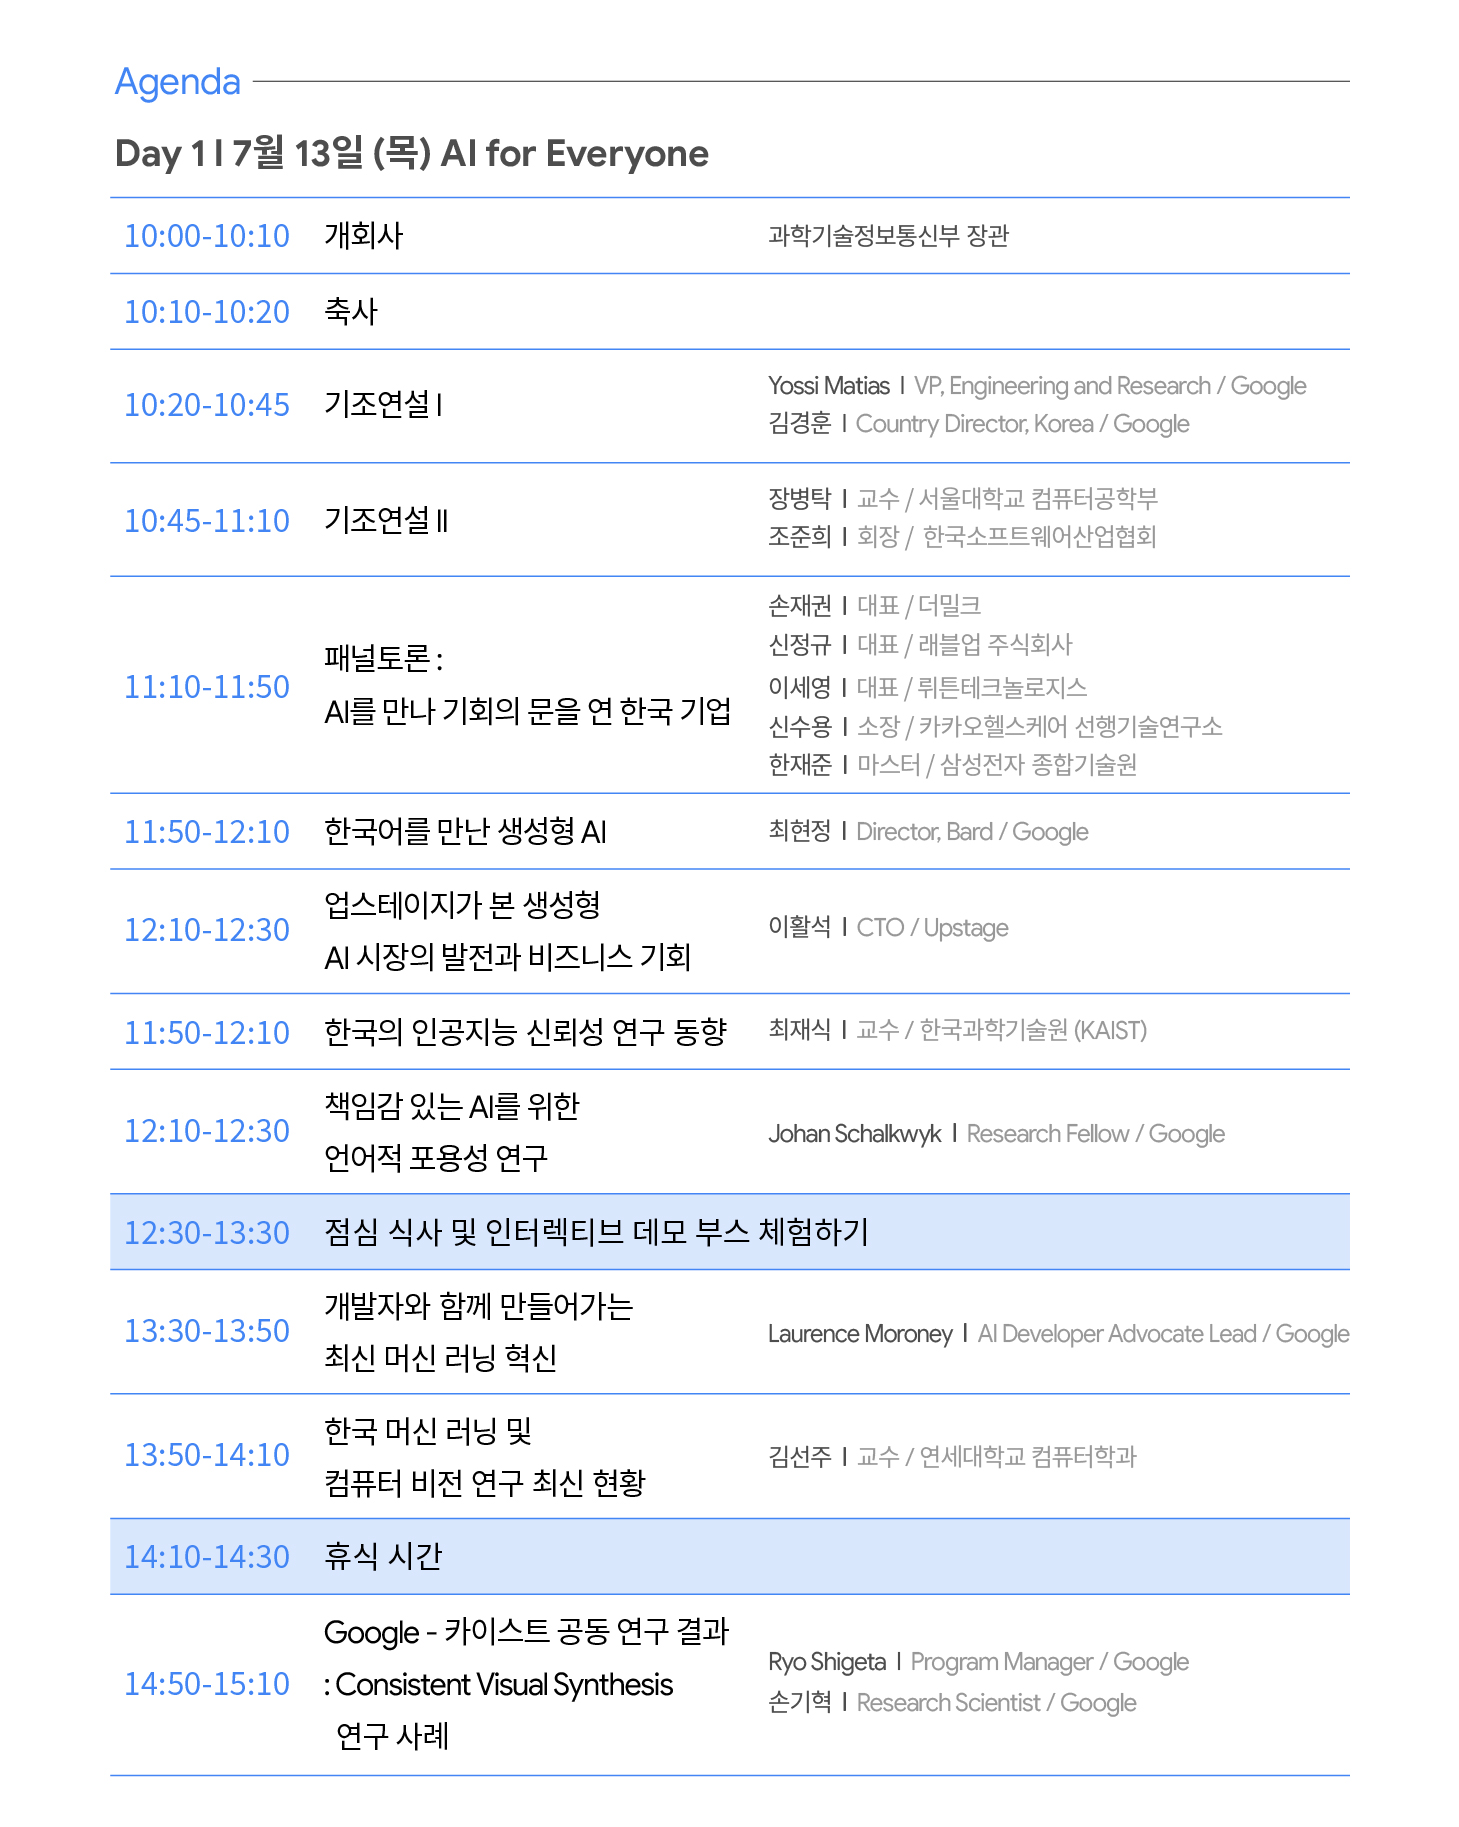 Agenda
Day 1 I 7월 13일 (목) AI for Everyone
10:00-10:10 개회사 과학기술정보통신부 장관
10:10-10:20 축사
10:20-10:45 기조연설 I
Yossi Matias I VP, Engineering and Research / Google
김경훈 I Country Director, Korea / Google
10:45-11:10 기조연설 II
장병탁 I 교수 / 서울대학교 컴퓨터공학부
조준희 I 회장 / 한국소프트웨어산업협회
11:10-11:50
패널토론 :
AI를 만나 기회의 문을 연 한국 기업
손재권 I 대표 / 더밀크
신정규 I 대표 / 래블업 주식회사
이세영 I 대표 / 뤼튼테크놀로지스
신수용 I 소장 / 카카오헬스케어 선행기술연구소
한재준 I 마스터 / 삼성전자 종합기술원
11:50-12:10 한국어를 만난 생성형 AI 최현정 I Director, Bard / Google
12:10-12:30
업스테이지가 본 생성형
AI 시장의 발전과 비즈니스 기회
이활석 I CTO / Upstage
11:50-12:10 한국의 인공지능 신뢰성 연구 동향 최재식 I 교수 / 한국과학기술원 (KAIST)
12:10-12:30
책임감 있는 AI를 위한
언어적 포용성 연구
Johan Schalkwyk I Research Fellow / Google
12:30-13:30 점심 식사 및 인터렉티브 데모 부스 체험하기
13:30-13:50
개발자와 함께 만들어가는
최신 머신 러닝 혁신
Laurence Moroney I AI Developer Advocate Lead / Google
13:50-14:10
한국 머신 러닝 및
컴퓨터 비전 연구 최신 현황
김선주 I 교수 / 연세대학교 컴퓨터학과
14:10-14:30 휴식 시간
14:50-15:10
Google - 카이스트 공동 연구 결과
: Consistent Visual Synthesis
연구 사례
Ryo Shigeta I Program Manager / Google
손기혁 I Research Scientist / Google